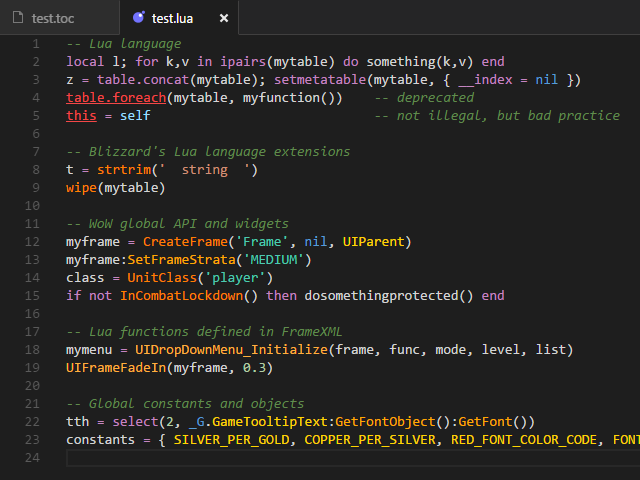 test.toc
test.lua ×
1 -- Lua language
2 local l; for k,v in ipairs(mytable) do something(k,v) end
3 z = table.concat(mytable); setmetatable(mytable, { __index = nil })
4 table.foreach(mytable, myfunction()) -- deprecated
5 this = self -- not illegal, but bad practice
6
7 -- Blizzard's Lua language extensions
8 t = strtrim('  string  ')
9 wipe(mytable)
10
11 -- WoW global API and widgets
12 myframe = CreateFrame('Frame', nil, UIParent)
13 myframe:SetFrameStrata('MEDIUM')
14 class = UnitClass('player')
15 if not InCombatLockdown() then dosomethingprotected() end
16
17 -- Lua functions defined in FrameXML
18 mymenu = UIDropDownMenu_Initialize(frame, func, mode, level, list)
19 UIFrameFadeIn(myframe, 0.3)
20
21 -- Global constants and objects
22 tth = select(2, _G.GameTooltipText:GetFontObject():GetFont())
23 constants = { SILVER_PER_GOLD, COPPER_PER_SILVER, RED_FONT_COLOR_CODE, FONT
24